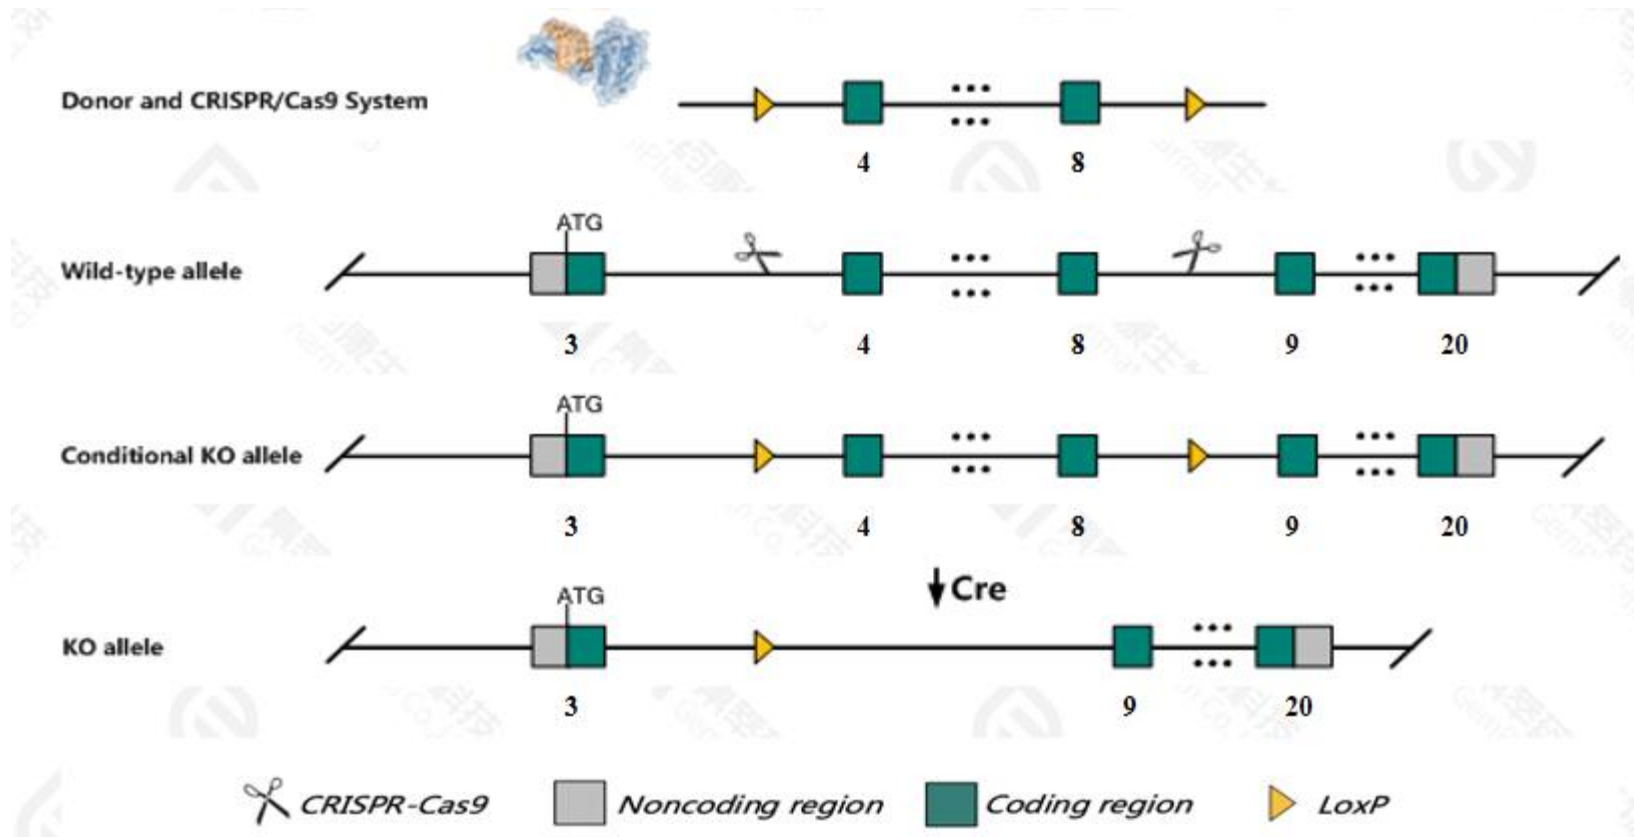 Donor and CRISPR/Cas9 System
4 8
ATG
Wild-type allele
3 4 8 9 20
ATG
Conditional KO allele
3 4 8 9 20
Cre
ATG
KO allele
3 9 20
CRISPR-Cas9 Noncoding region Coding region LoxP